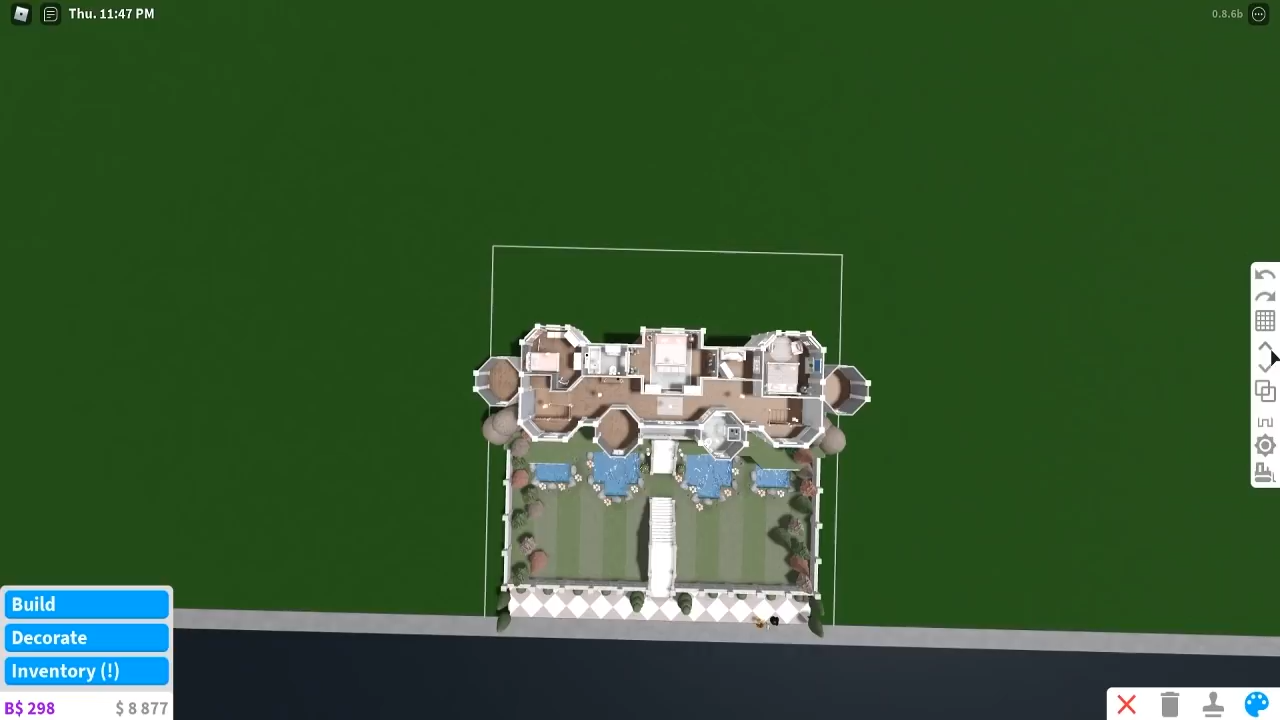 Thu. 11:47 PM
0.8.6b
Build
Decorate
Inventory (!)
B$ 298
$ 8 877